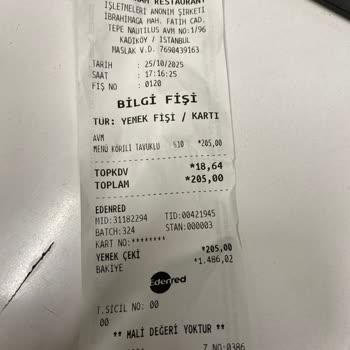 RESTAURANT
İŞLETMELERİ ANONİM ŞİRKETİ
İBRAHİMAĞA MAH. FATİH CAD.
TEPE NAUTILUS AVM NO:1/96
KADIKÖY / İSTANBUL
MASLAK V.D. 7690439163
TARİH : 25/10/2025
SAAT : 17:16:25
FİŞ NO : 0120
BİLGİ FİŞİ
TÜR: YEMEK FİŞİ / KARTI
AVM
MENÜ KÖRİLİ TAVUKLU %10 *205,00
TOPKDV *18,64
TOPLAM *205,00
EDENRED
MID:31182294 TID:00421945
BATCH:324 STAN:000003
KART NO:********
YEMEK ÇEKİ *205,00
BAKİYE *1.486,02
Edenred
T.SİCİL NO: 00
00
** MALİ DEĞERİ YOKTUR **
Z NO:0386